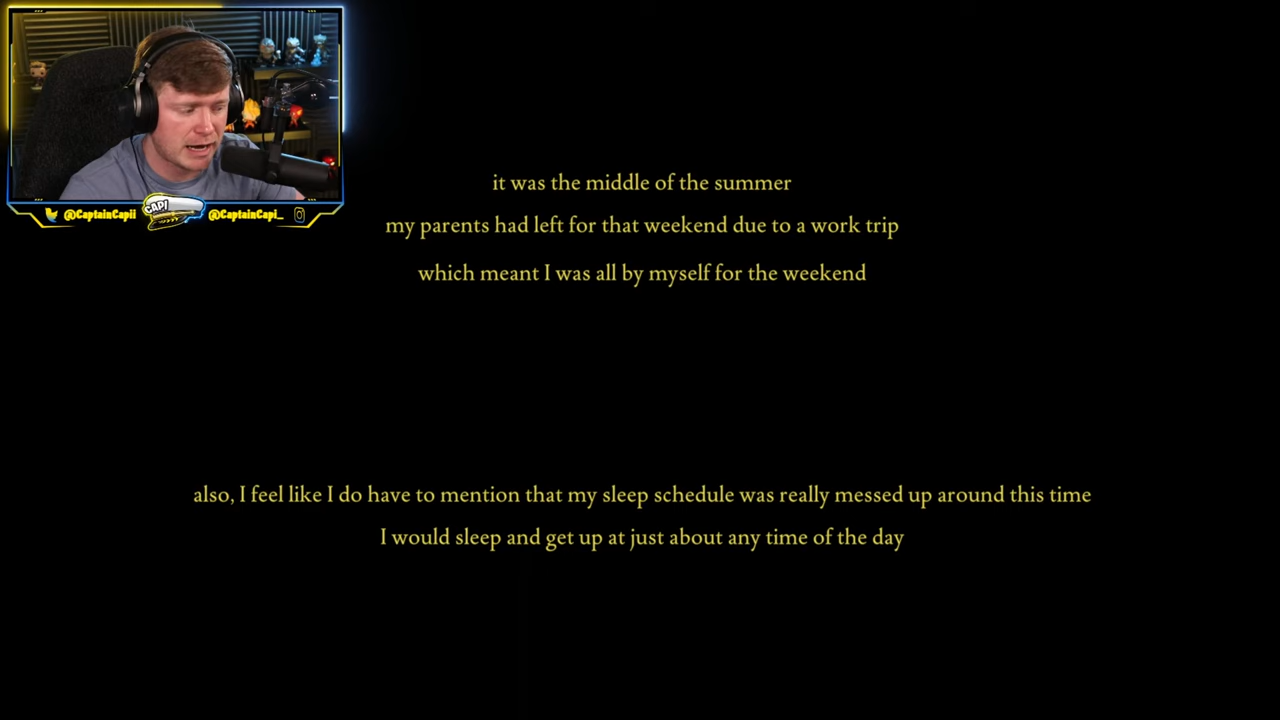 @CaptainCapii
CAPI
@CaptainCapi_
it was the middle of the summer
my parents had left for that weekend due to a work trip
which meant I was all by myself for the weekend
also, I feel like I do have to mention that my sleep schedule was really messed up around this time
I would sleep and get up at just about any time of the day